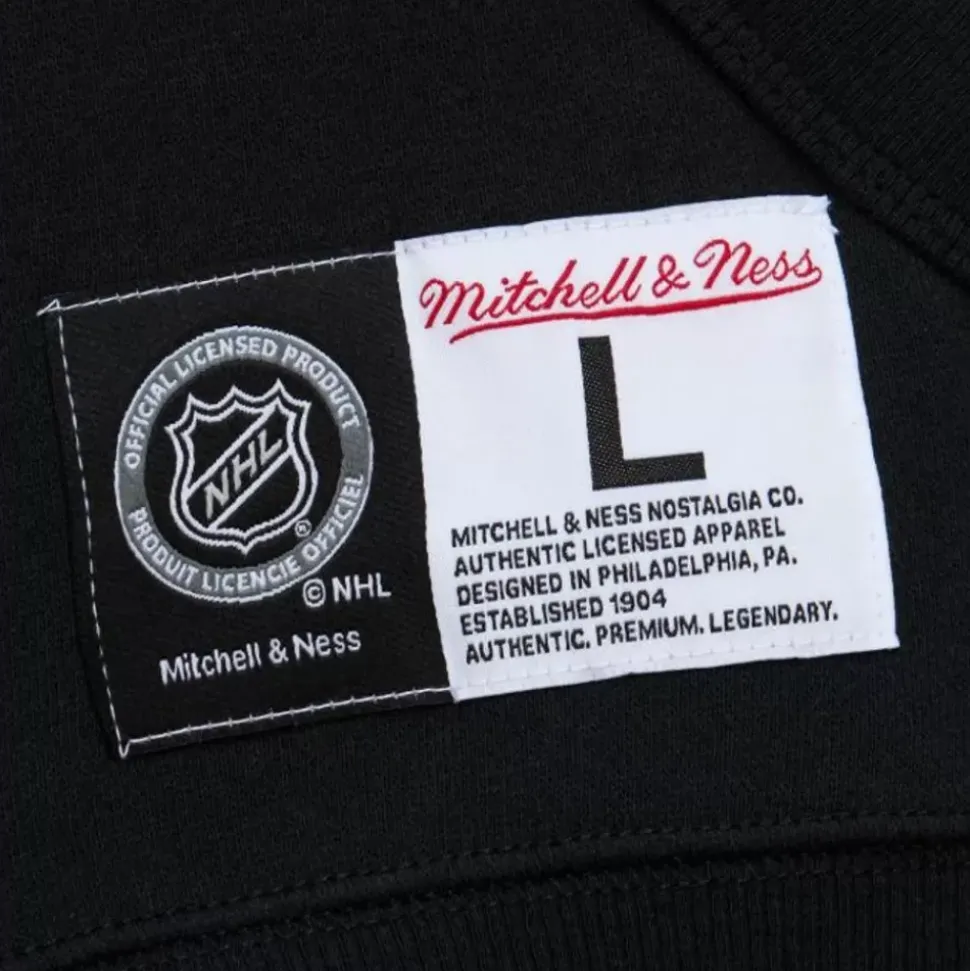 OFFICIAL LICENSED PRODUCT
NHL
®
PRODUIT LICENCIE OFFICIEL
© NHL
Mitchell & Ness
Mitchell & Ness
L
MITCHELL & NESS NOSTALGIA CO.
AUTHENTIC LICENSED APPAREL
DESIGNED IN PHILADELPHIA, PA.
ESTABLISHED 1904
AUTHENTIC. PREMIUM. LEGENDARY.